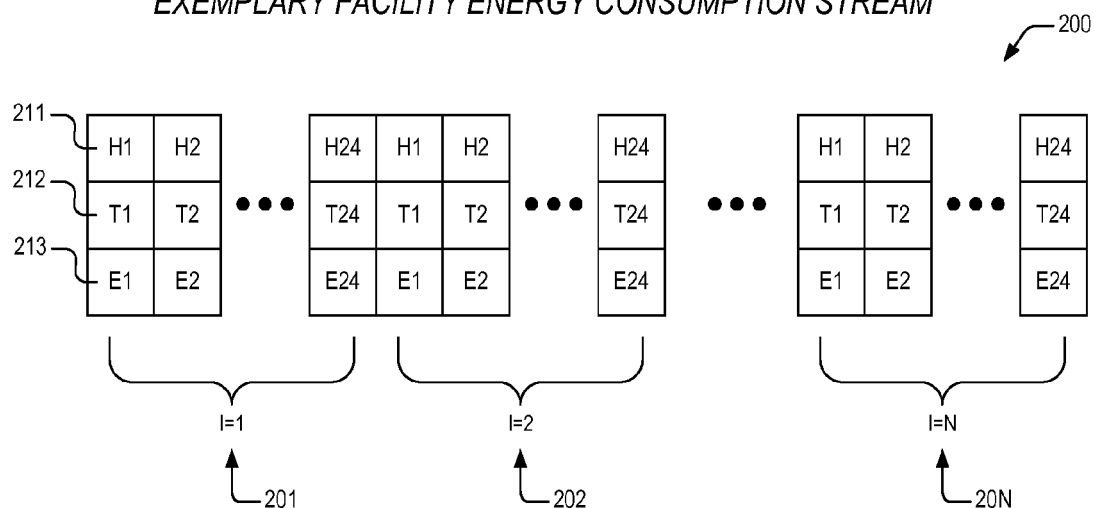 EXEMPLARY FACILITY ENERGY CONSUMPTION STREAM
200
211 H1 H2 H24 H1 H2 H24 H1 H2 H24
212 T1 T2 T24 T1 T2 T24 T1 T2 T24
213 E1 E2 E24 E1 E2 E24 E1 E2 E24
I=1 I=2 I=N
201 202 20N